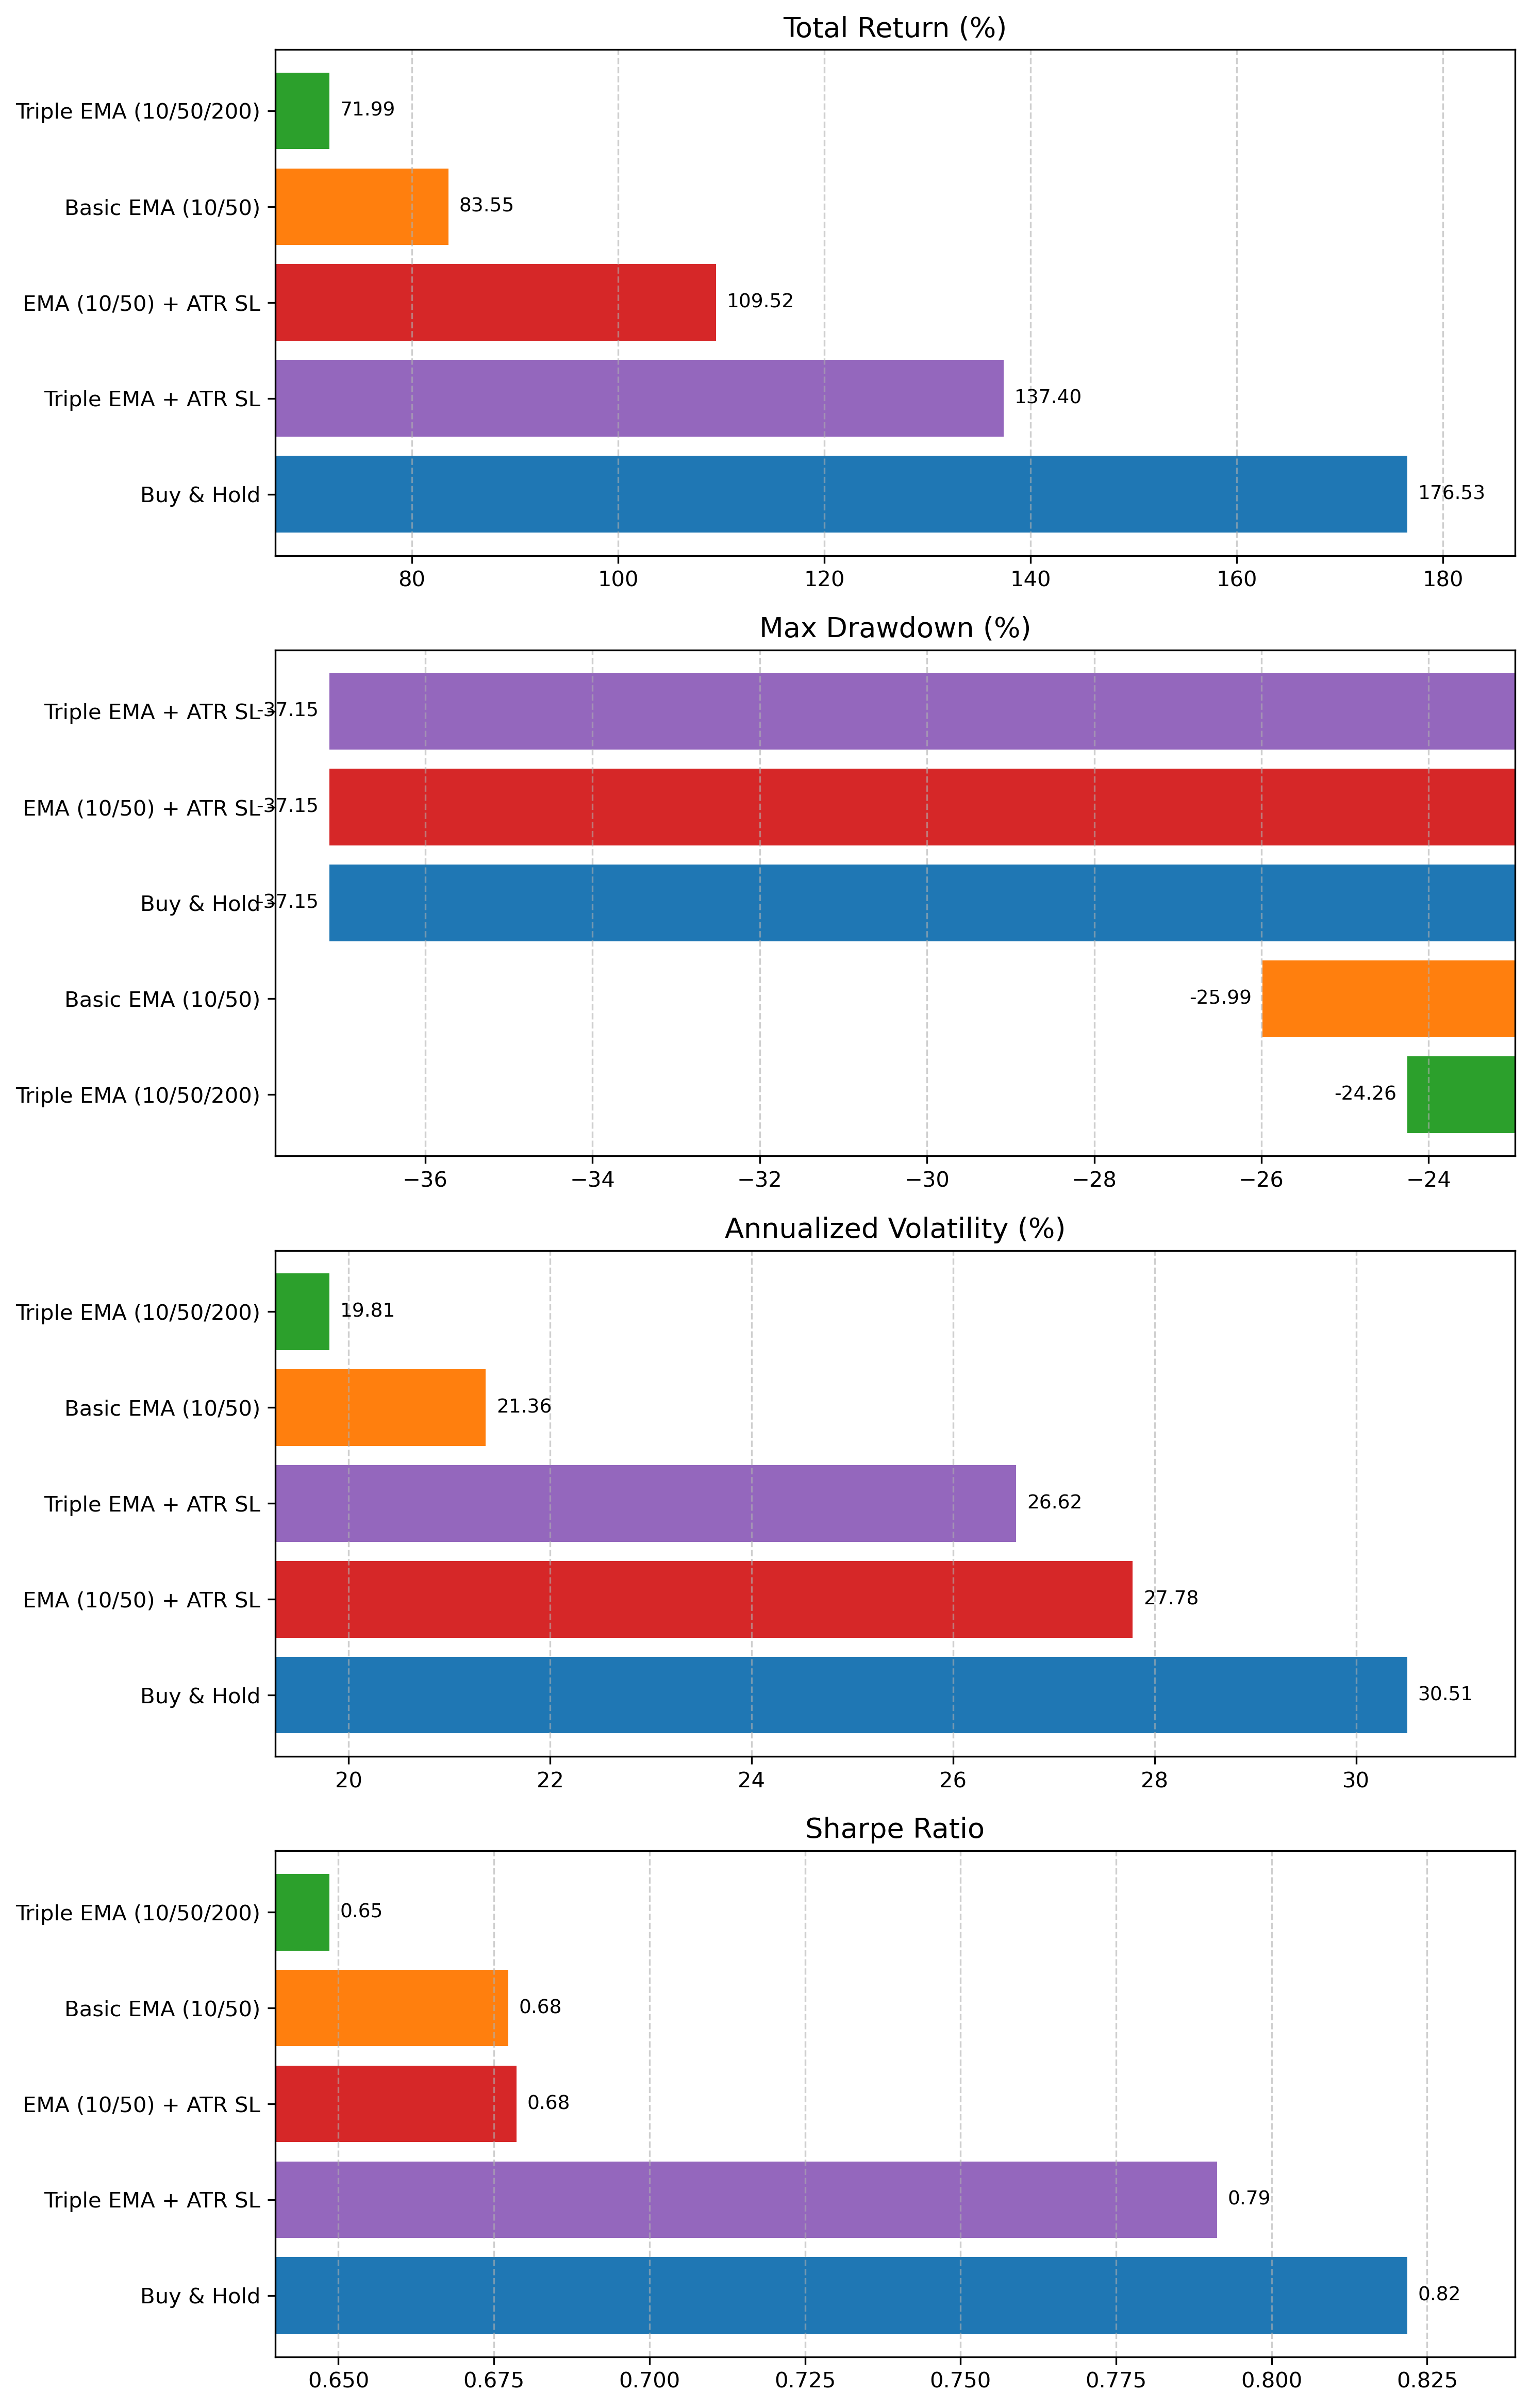 Total Return (%)
Triple EMA (10/50/200) 71.99
Basic EMA (10/50) 83.55
EMA (10/50) + ATR SL 109.52
Triple EMA + ATR SL 137.40
Buy & Hold 176.53
80 100 120 140 160 180
Max Drawdown (%)
Triple EMA + ATR SL -37.15
EMA (10/50) + ATR SL -37.15
Buy & Hold -37.15
Basic EMA (10/50) -25.99
Triple EMA (10/50/200) -24.26
−36 −34 −32 −30 −28 −26 −24
Annualized Volatility (%)
Triple EMA (10/50/200) 19.81
Basic EMA (10/50) 21.36
Triple EMA + ATR SL 26.62
EMA (10/50) + ATR SL 27.78
Buy & Hold 30.51
20 22 24 26 28 30
Sharpe Ratio
Triple EMA (10/50/200) 0.65
Basic EMA (10/50) 0.68
EMA (10/50) + ATR SL 0.68
Triple EMA + ATR SL 0.79
Buy & Hold 0.82
0.650 0.675 0.700 0.725 0.750 0.775 0.800 0.825